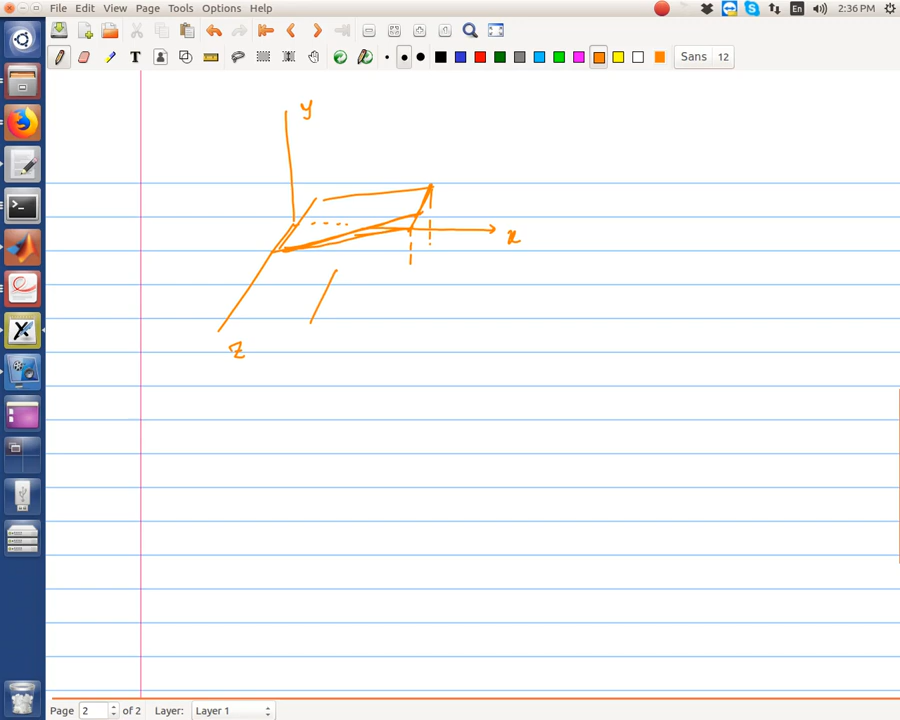 File Edit View Page Tools Options Help En 2:36 PM
T Sans 12
y
x
z
Page 2 of 2 Layer: Layer 1